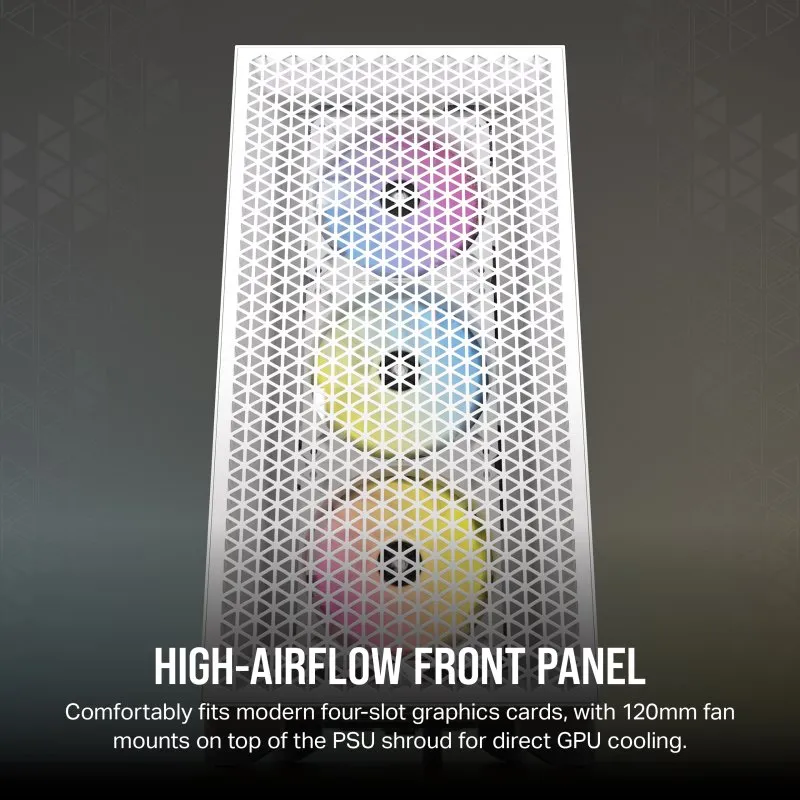 HIGH-AIRFLOW FRONT PANEL
Comfortably fits modern four-slot graphics cards, with 120mm fan
mounts on top of the PSU shroud for direct GPU cooling.